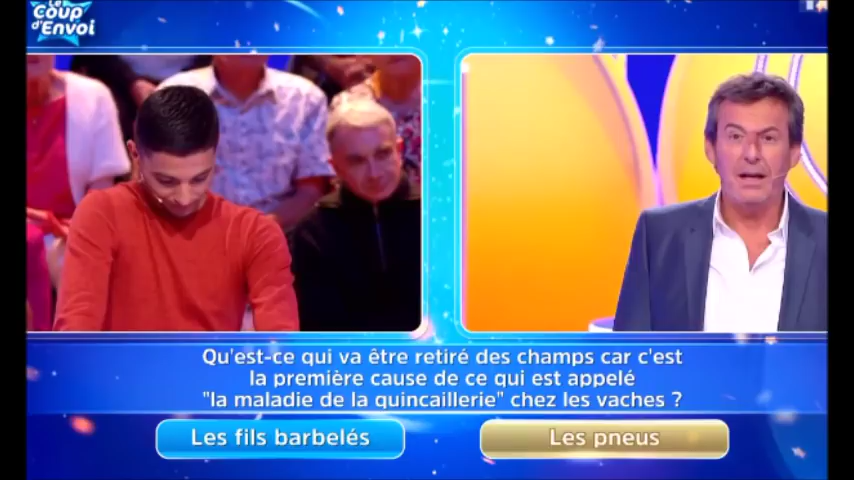 Le
Coup
d'Envoi
Qu'est-ce qui va être retiré des champs car c'est
la première cause de ce qui est appelé
"la maladie de la quincaillerie" chez les vaches ?
Les fils barbelés
Les pneus